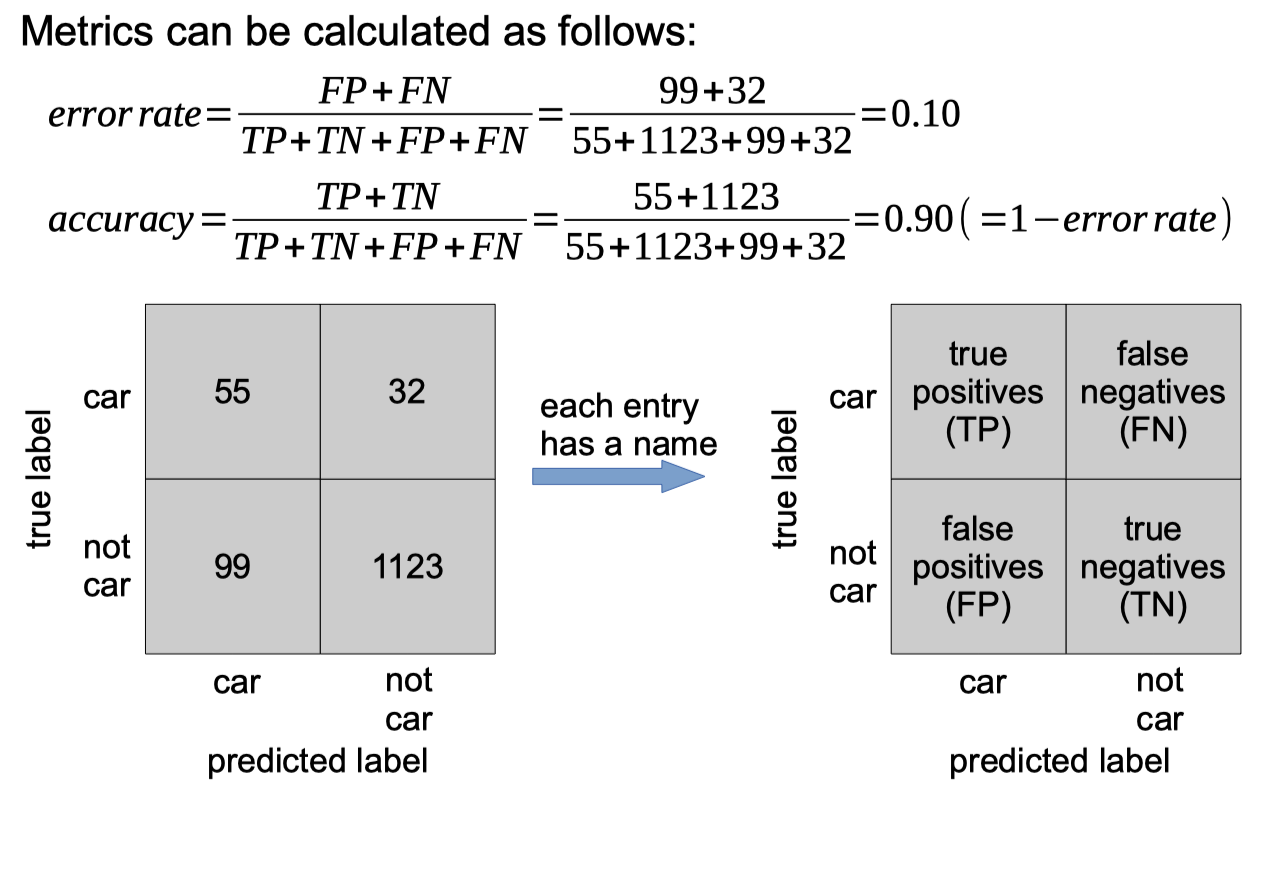 Metrics can be calculated as follows:
error rate = FP+FN / TP+TN+FP+FN = 99+32 / 55+1123+99+32 = 0.10
accuracy = TP+TN / TP+TN+FP+FN = 55+1123 / 55+1123+99+32 = 0.90 (=1−error rate)
true label
car
55
32
not
car
99
1123
car
not
car
predicted label
each entry
has a name
true label
car
true
positives
(TP)
false
negatives
(FN)
not
car
false
positives
(FP)
true
negatives
(TN)
car
not
car
predicted label